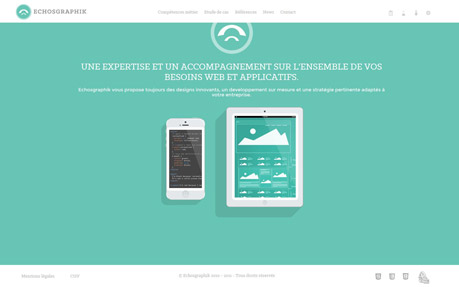 ECHOSGRAPHIK
Compétences métier Etude de cas Références News Contact
UNE EXPERTISE ET UN ACCOMPAGNEMENT SUR L'ENSEMBLE DE VOS
BESOINS WEB ET APPLICATIFS.
Echosgraphik vous propose toujours des designs innovants, un developpement sur mesure et une stratégie pertinente adaptés à
votre entreprise.
Mentions légales
© Echosgraphik 2010 - 2021 - Tous droits réservés